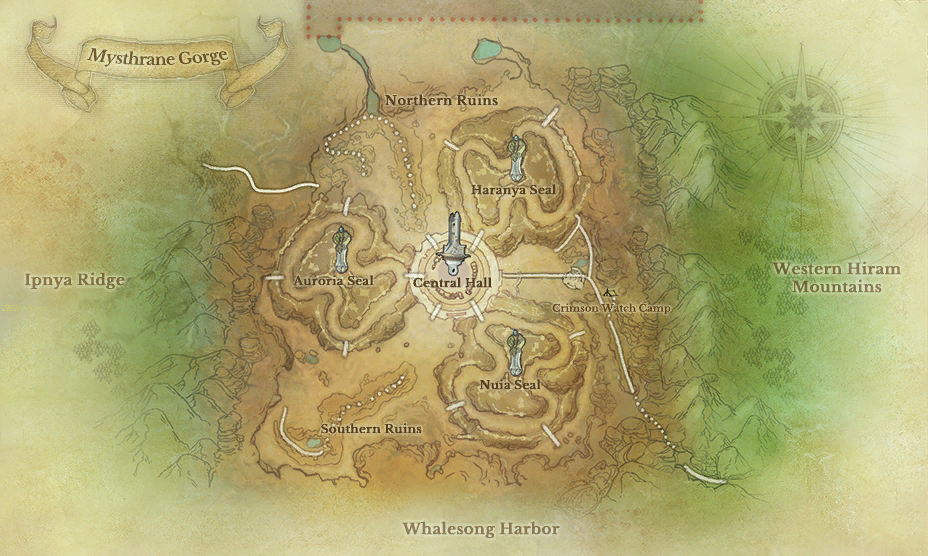 Mysthrane Gorge
Northern Ruins
Haranya Seal
Ipnya Ridge
Auroria Seal
Central Hall
Western Hiram
Mountains
Crimson Watch Camp
Nuia Seal
Southern Ruins
Whalesong Harbor